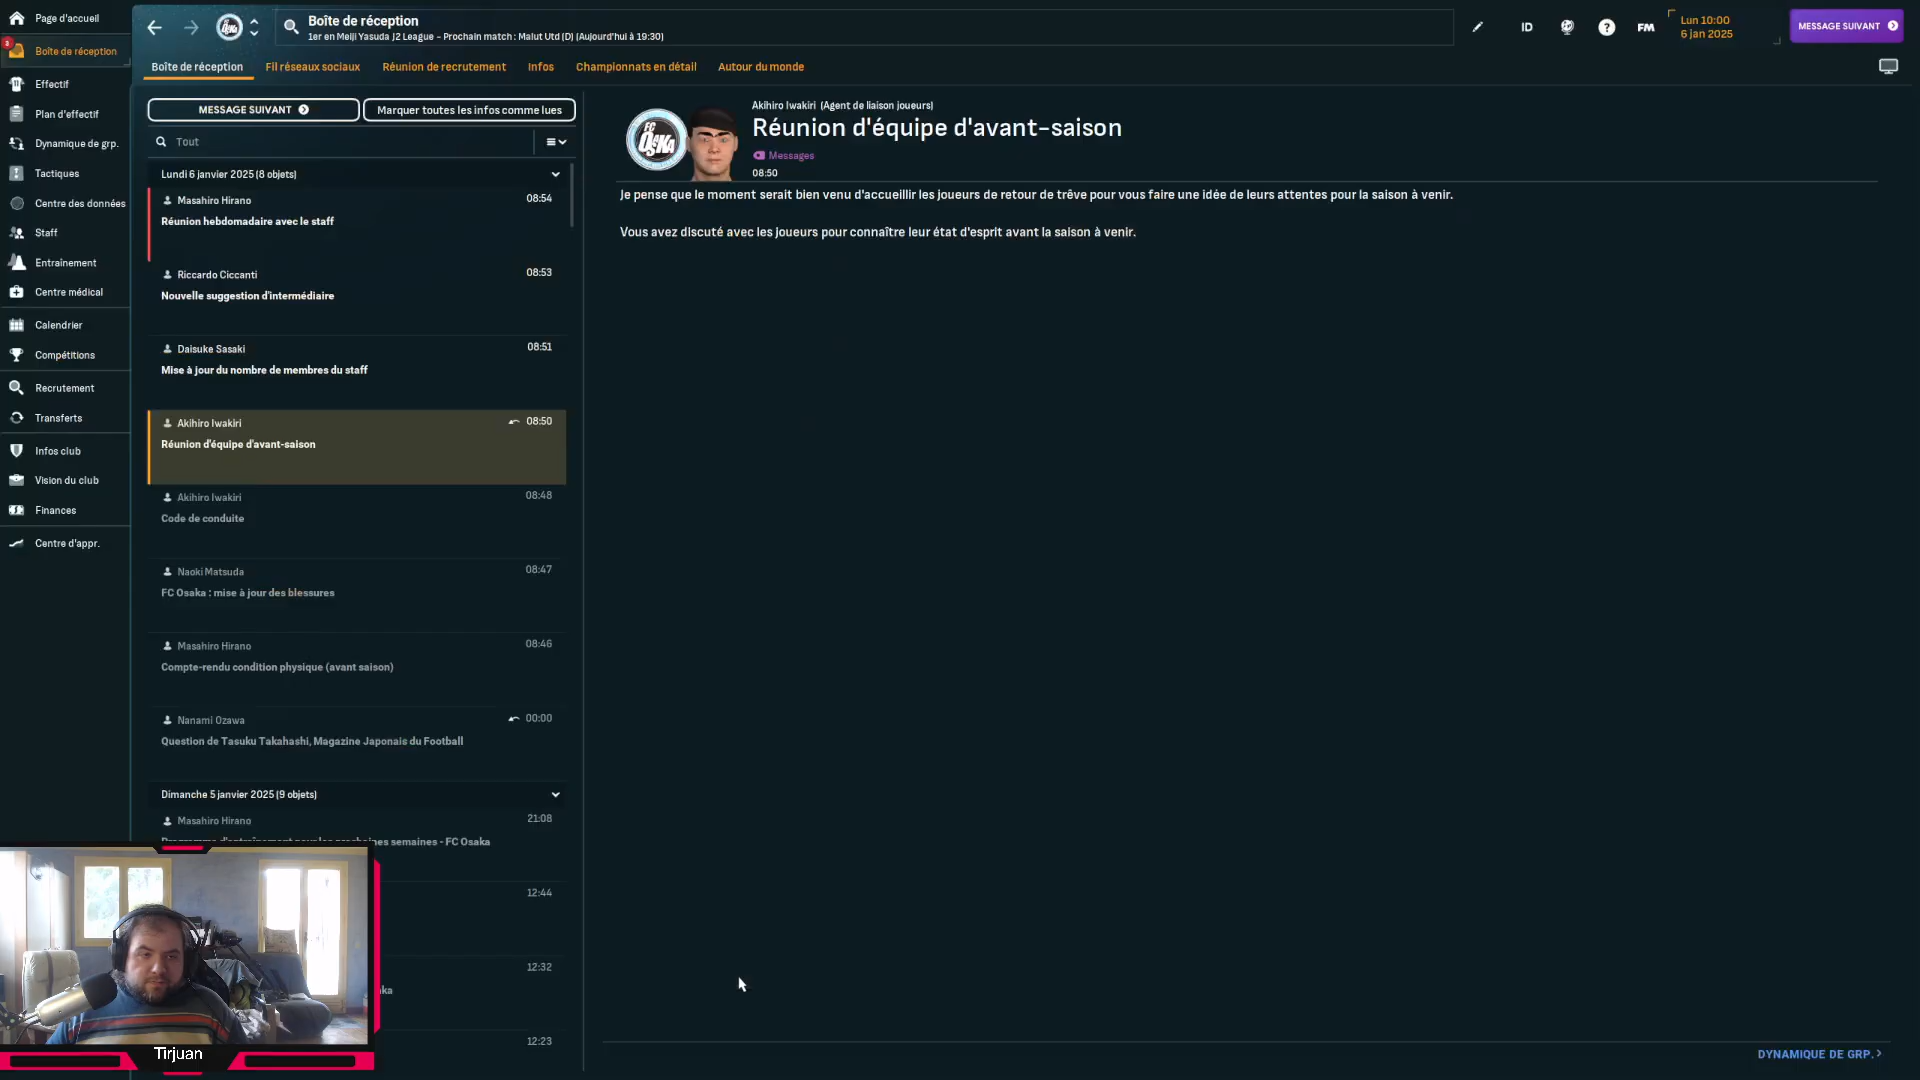 Page d'accueil
3
Boîte de réception
Effectif
Plan d'effectif
Dynamique de grp.
Tactiques
Centre des données
Staff
Entraînement
Centre médical
Calendrier
Compétitions
Recrutement
Transferts
Infos club
Vision du club
Finances
Centre d'appr.
Boîte de réception
1er en Meiji Yasuda J2 League – Prochain match : Malut Utd (D) (Aujourd'hui à 19:30)
ID
FM
Lun 10:00
6 jan 2025
MESSAGE SUIVANT
Boîte de réception
Fil réseaux sociaux
Réunion de recrutement
Infos
Championnats en détail
Autour du monde
MESSAGE SUIVANT
Marquer toutes les infos comme lues
Tout
Lundi 6 janvier 2025 (8 objets)
Masahiro Hirano
08:54
Réunion hebdomadaire avec le staff
Riccardo Ciccanti
08:53
Nouvelle suggestion d'intermédiaire
Daisuke Sasaki
08:51
Mise à jour du nombre de membres du staff
Akihiro Iwakiri
08:50
Réunion d'équipe d'avant-saison
Akihiro Iwakiri
08:48
Code de conduite
Naoki Matsuda
08:47
FC Osaka : mise à jour des blessures
Masahiro Hirano
08:46
Compte-rendu condition physique (avant saison)
Nanami Ozawa
00:00
Question de Tasuku Takahashi, Magazine Japonais du Football
Dimanche 5 janvier 2025 (9 objets)
Masahiro Hirano
21:08
semaines - FC Osaka
12:44
12:32
12:23
Akihiro Iwakiri (Agent de liaison joueurs)
Réunion d'équipe d'avant-saison
Messages
08:50
Je pense que le moment serait bien venu d'accueillir les joueurs de retour de trêve pour vous faire une idée de leurs attentes pour la saison à venir.
Vous avez discuté avec les joueurs pour connaître leur état d'esprit avant la saison à venir.
DYNAMIQUE DE GRP.
Tirjuan